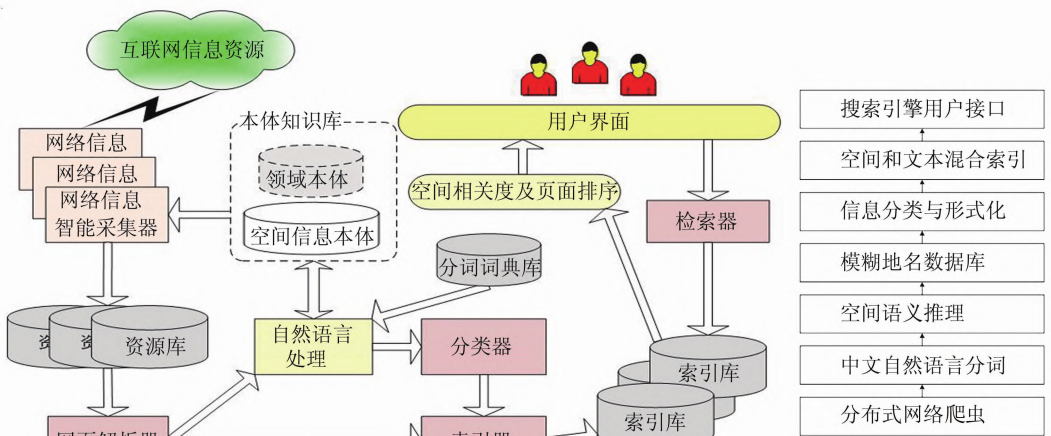 互联网信息资源
本体知识库
网络信息
网络信息
网络信息
智能采集器
领域本体
空间信息本体
用户界面
空间相关度及页面排序
检索器
分词词典库
资源库
自然语言
处理
分类器
索引库
索引库
搜索引擎用户接口
空间和文本混合索引
信息分类与形式化
模糊地名数据库
空间语义推理
中文自然语言分词
分布式网络爬虫